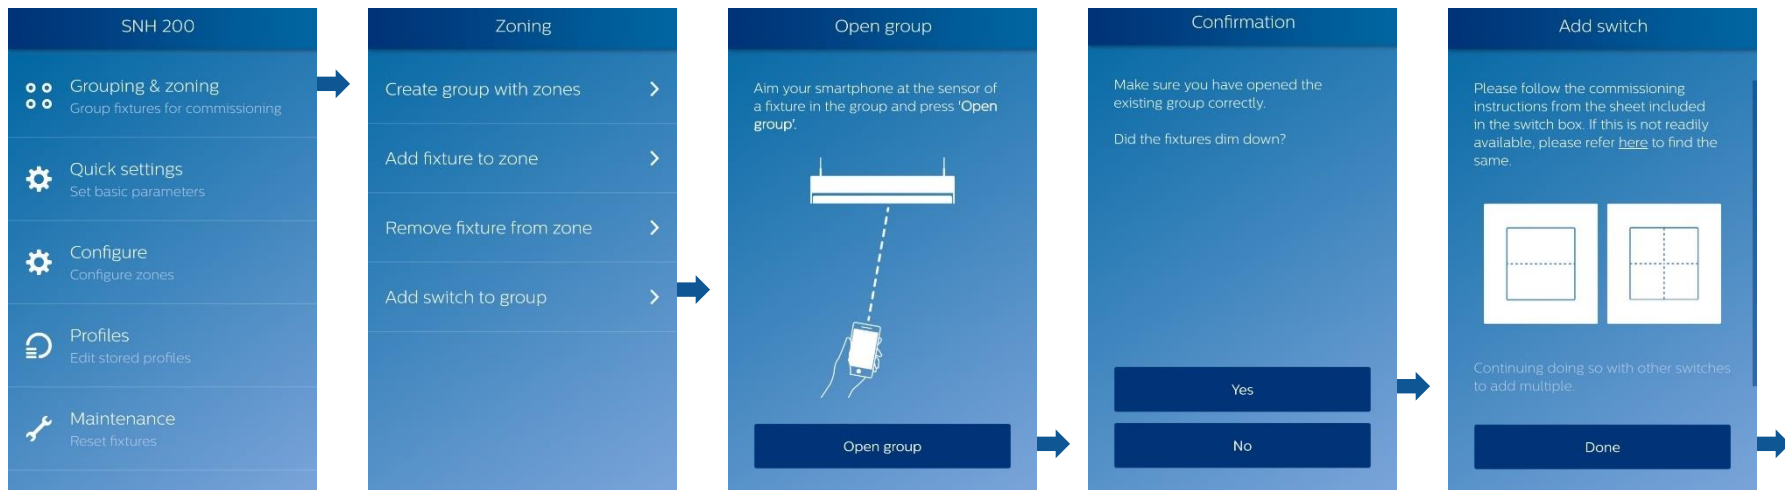 SNH 200
Grouping & zoning
Group fixtures for commissioning
Quick settings
Set basic parameters
Configure
Configure zones
Profiles
Edit stored profiles
Maintenance
Reset fixtures
Zoning
Create group with zones
Add fixture to zone
Remove fixture from zone
Add switch to group
Open group
Aim your smartphone at the sensor of
a fixture in the group and press 'Open
group'.
Open group
Confirmation
Make sure you have opened the
existing group correctly.
Did the fixtures dim down?
Yes
No
Add switch
Please follow the commissioning
instructions from the sheet included
in the switch box. If this is not readily
available, please refer here to find the
same.
Continuing doing so with other switches
to add multiple.
Done